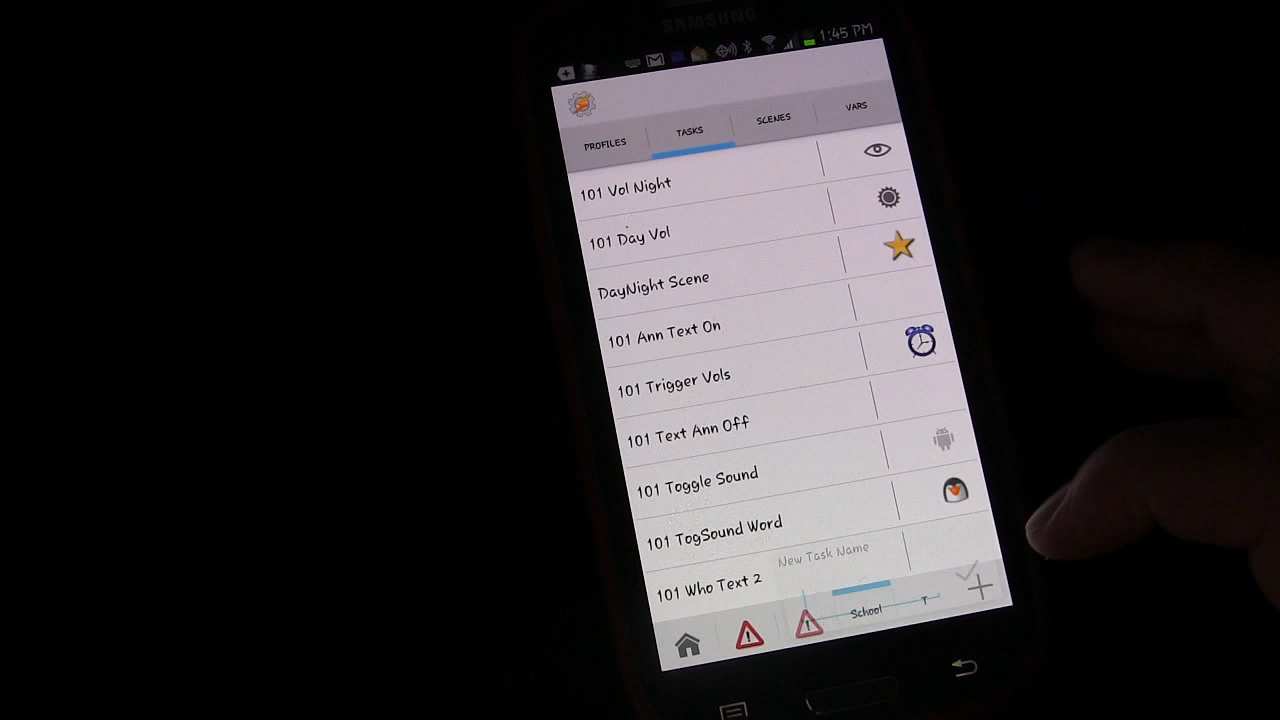 SAMSUNG
1:45 PM
PROFILES TASKS SCENES VARS
101 Vol Night
101 Day Vol
DayNight Scene
101 Ann Text On
101 Trigger Vols
101 Text Ann Off
101 Toggle Sound
101 TogSound Word
New Task Name
101 Who Text 2
School T